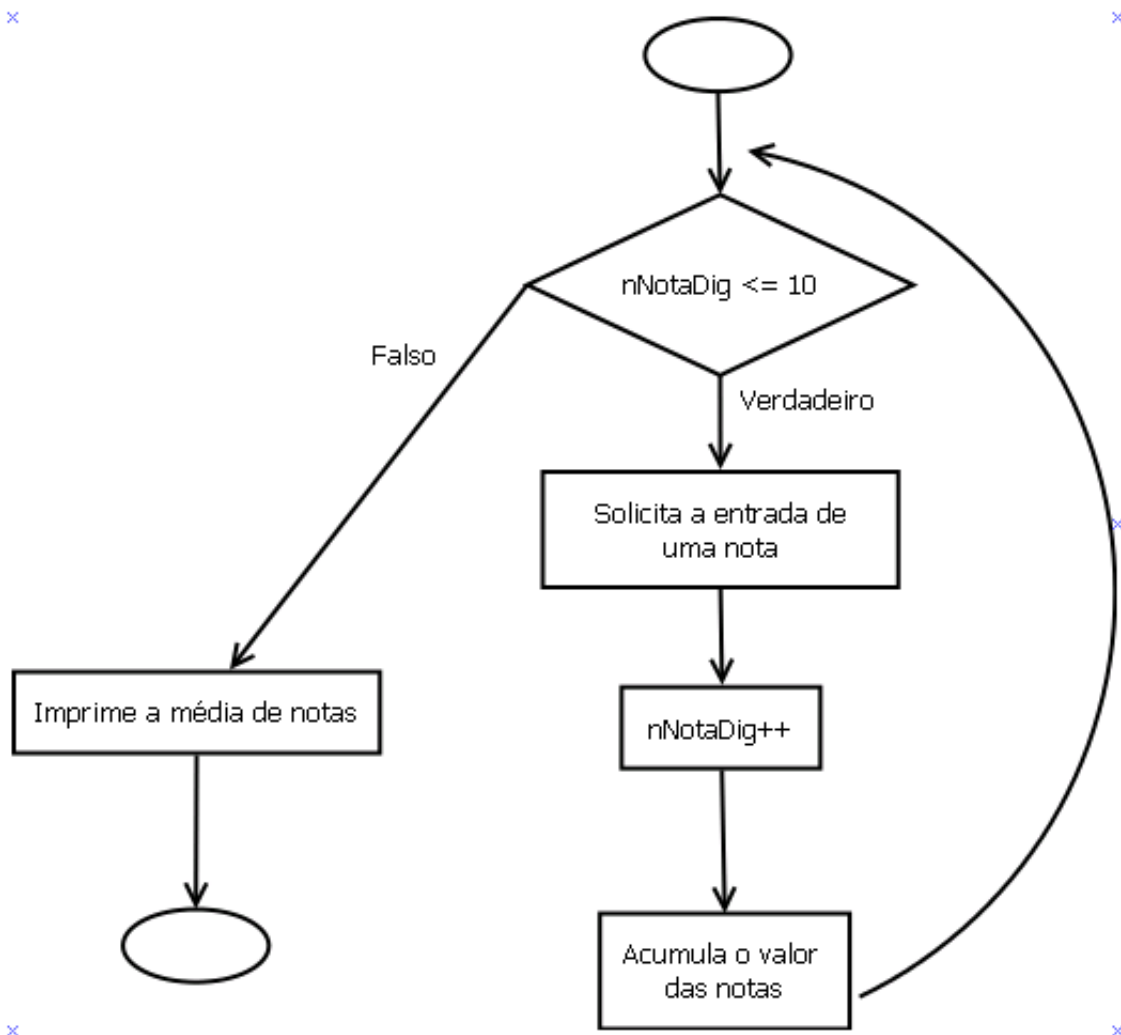 nNotaDig <= 10
Falso
Verdadeiro
Solicita a entrada de
uma nota
Imprime a média de notas
nNotaDig++
Acumula o valor
das notas